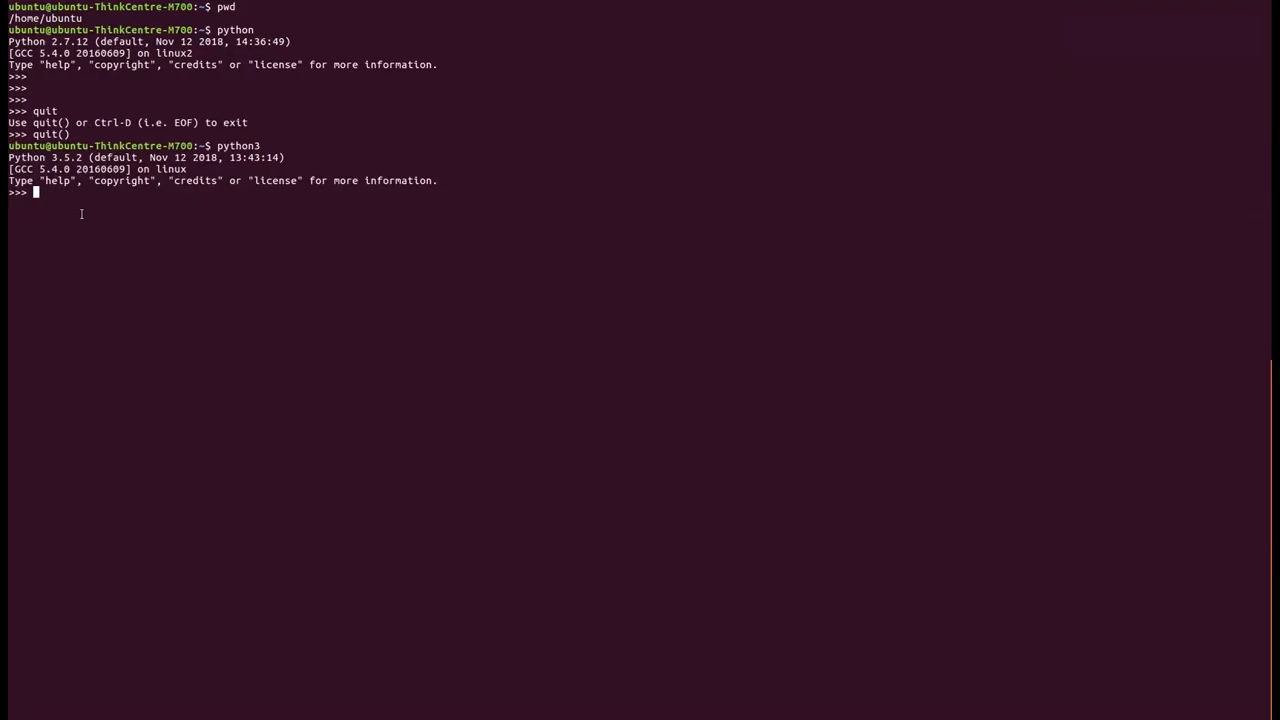 ubuntu@ubuntu-ThinkCentre-M700:~$ pwd
/home/ubuntu
ubuntu@ubuntu-ThinkCentre-M700:~$ python
Python 2.7.12 (default, Nov 12 2018, 14:36:49)
[GCC 5.4.0 20160609] on linux2
Type "help", "copyright", "credits" or "license" for more information.
>>>
>>>
>>>
>>> quit
Use quit() or Ctrl-D (i.e. EOF) to exit
>>> quit()
ubuntu@ubuntu-ThinkCentre-M700:~$ python3
Python 3.5.2 (default, Nov 12 2018, 13:43:14)
[GCC 5.4.0 20160609] on linux
Type "help", "copyright", "credits" or "license" for more information.
>>>